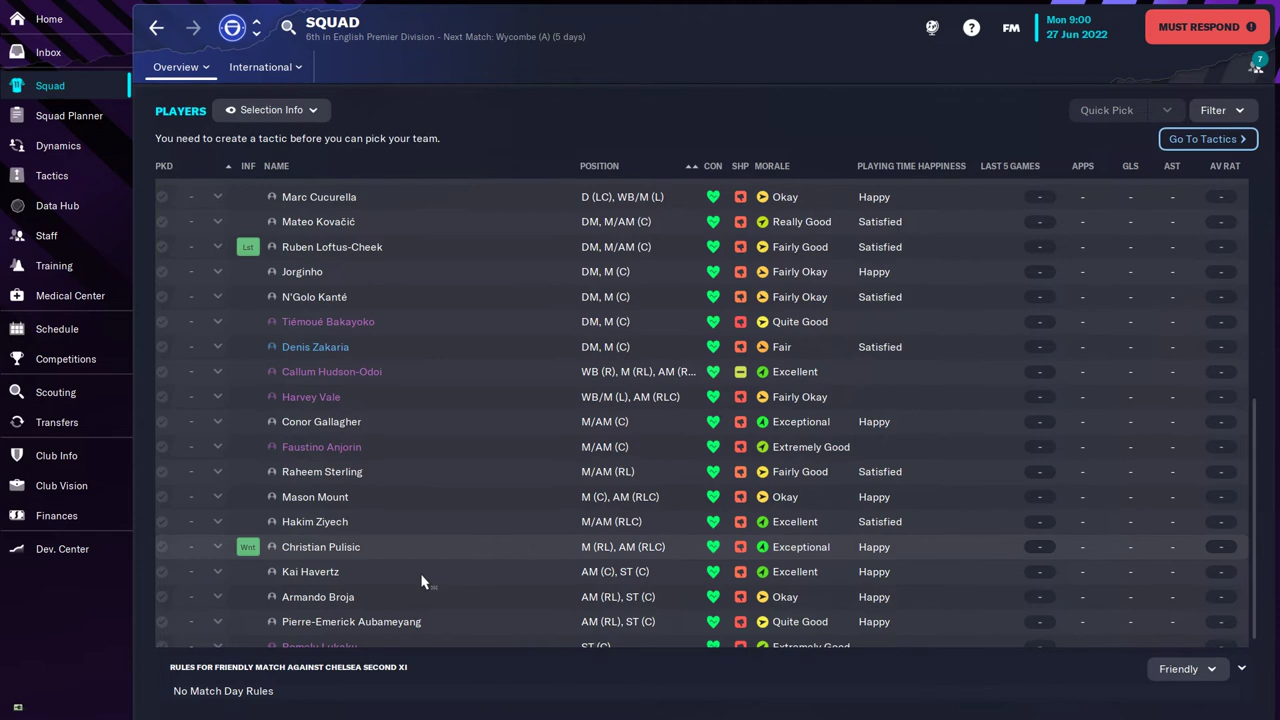 Home
Inbox
Squad
Squad Planner
Dynamics
Tactics
Data Hub
Staff
Training
Medical Center
Schedule
Competitions
Scouting
Transfers
Club Info
Club Vision
Finances
Dev. Center
SQUAD
6th in English Premier Division - Next Match: Wycombe (A) (5 days)
? FM Mon 9:00
27 Jun 2022
MUST RESPOND !
7
Overview International
PLAYERS Selection Info Quick Pick Filter
You need to create a tactic before you can pick your team. Go To Tactics
PKD INF NAME POSITION CON SHP MORALE PLAYING TIME HAPPINESS LAST 5 GAMES APPS GLS AST AV RAT
- Marc Cucurella D (LC), WB/M (L) Okay Happy - - - - -
- Mateo Kovačić DM, M/AM (C) Really Good Satisfied - - - - -
- Lst Ruben Loftus-Cheek DM, M/AM (C) Fairly Good Satisfied - - - - -
- Jorginho DM, M (C) Fairly Okay Happy - - - - -
- N'Golo Kanté DM, M (C) Fairly Okay Satisfied - - - - -
- Tiémoué Bakayoko DM, M (C) Quite Good - - - - -
- Denis Zakaria DM, M (C) Fair Satisfied - - - - -
- Callum Hudson-Odoi WB (R), M (RL), AM (R... Excellent - - - - -
- Harvey Vale WB/M (L), AM (RLC) Fairly Okay - - - - -
- Conor Gallagher M/AM (C) Exceptional Happy - - - - -
- Faustino Anjorin M/AM (C) Extremely Good - - - - -
- Raheem Sterling M/AM (RL) Fairly Good Satisfied - - - - -
- Mason Mount M (C), AM (RLC) Okay Happy - - - - -
- Hakim Ziyech M/AM (RLC) Excellent Satisfied - - - - -
- Wnt Christian Pulisic M (RL), AM (RLC) Exceptional Happy - - - - -
- Kai Havertz AM (C), ST (C) Excellent Happy - - - - -
- Armando Broja AM (RL), ST (C) Okay Happy - - - - -
- Pierre-Emerick Aubameyang AM (RL), ST (C) Quite Good Happy - - - - -
Romelu Lukaku ST (C) Extremely Good
RULES FOR FRIENDLY MATCH AGAINST CHELSEA SECOND XI Friendly
No Match Day Rules